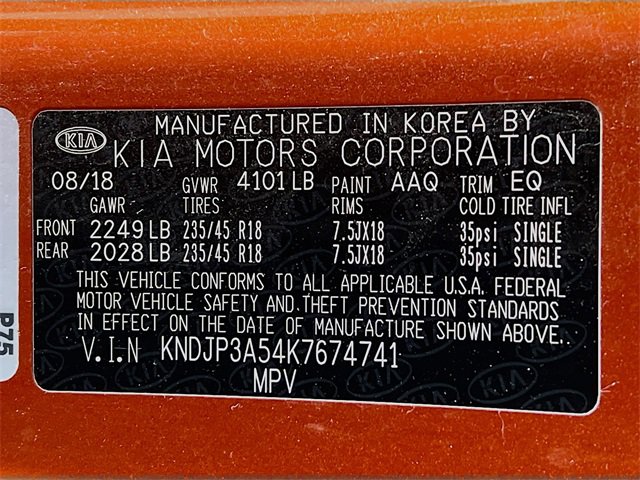 MANUFACTURED IN KOREA BY
KIA KIA MOTORS CORPORATION
08/18 GVWR 4101 LB PAINT AAQ TRIM EQ
GAWR TIRES RIMS COLD TIRE INFL
FRONT 2249 LB 235/45 R18 7.5JX18 35psi SINGLE
REAR 2028 LB 235/45 R18 7.5JX18 35psi SINGLE
THIS VEHICLE CONFORMS TO ALL APPLICABLE U.S.A. FEDERAL
MOTOR VEHICLE SAFETY AND THEFT PREVENTION STANDARDS
IN EFFECT ON THE DATE OF MANUFACTURE SHOWN ABOVE.
V.I.N KNDJP3A54K7674741
MPV
P75